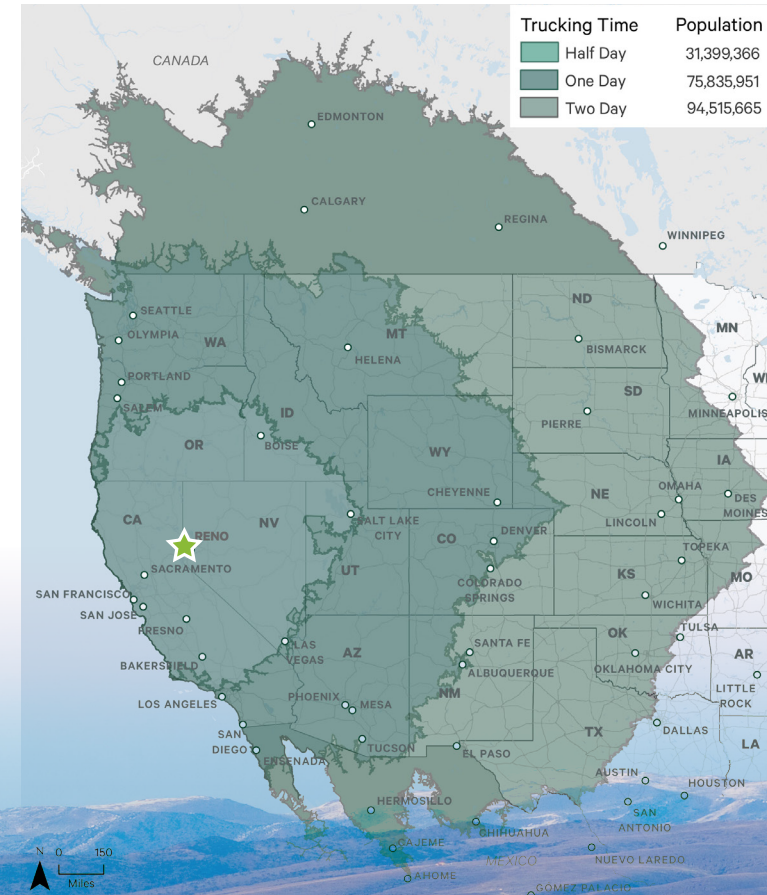 Trucking Time Population
Half Day 31,399,366
One Day 75,835,951
Two Day 94,515,665
CANADA
EDMONTON
CALGARY
REGINA
WINNIPEG
SEATTLE
OLYMPIA
WA
PORTLAND
SALEM
MT
HELENA
ND
BISMARCK
MN
WI
MINNEAPOLIS
SD
PIERRE
ID
OR
BOISE
WY
CHEYENNE
NE
OMAHA
LINCOLN
IA
DES
MOINES
CA
NV
RENO
SACRAMENTO
SALT LAKE
CITY
UT
CO
DENVER
COLORADO
SPRINGS
KS
TOPEKA
WICHITA
MO
SAN FRANCISCO
SAN JOSE
FRESNO
BAKERSFIELD
LAS
VEGAS
LOS ANGELES
AZ
PHOENIX
MESA
TUCSON
SAN
DIEGO
ENSENADA
SANTA FE
ALBUQUERQUE
NM
OK
OKLAHOMA CITY
TULSA
AR
LITTLE
ROCK
TX
DALLAS
LA
EL PASO
AUSTIN
HOUSTON
SAN
ANTONIO
HERMOSILLO
CHIHUAHUA
CAJEME
MEXICO
NUEVO LAREDO
AHOME
GÓMEZ PALACIO
N
0 150
Miles